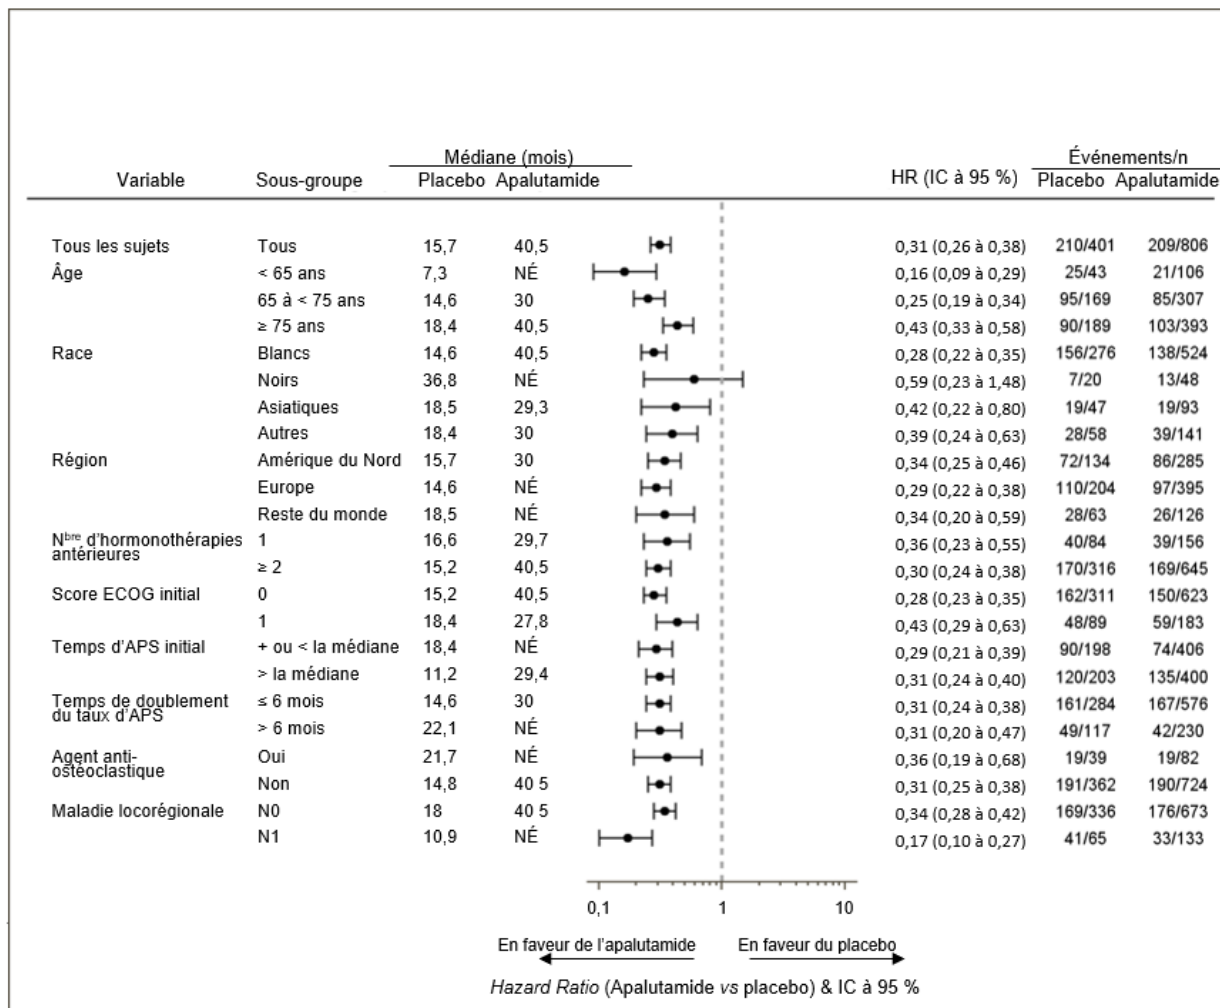 Médiane (mois) Événements/n
Variable Sous-groupe Placebo Apalutamide HR (IC à 95 %) Placebo Apalutamide
Tous les sujets Tous 15,7 40,5 0,31 (0,26 à 0,38) 210/401 209/806
Âge < 65 ans 7,3 NÉ 0,16 (0,09 à 0,29) 25/43 21/106
65 à < 75 ans 14,6 30 0,25 (0,19 à 0,34) 95/169 85/307
≥ 75 ans 18,4 40,5 0,43 (0,33 à 0,58) 90/189 103/393
Race Blancs 14,6 40,5 0,28 (0,22 à 0,35) 156/276 138/524
Noirs 36,8 NÉ 0,59 (0,23 à 1,48) 7/20 13/48
Asiatiques 18,5 29,3 0,42 (0,22 à 0,80) 19/47 19/93
Autres 18,4 30 0,39 (0,24 à 0,63) 28/58 39/141
Région Amérique du Nord 15,7 30 0,34 (0,25 à 0,46) 72/134 86/285
Europe 14,6 NÉ 0,29 (0,22 à 0,38) 110/204 97/395
Reste du monde 18,5 NÉ 0,34 (0,20 à 0,59) 28/63 26/126
Nbre d'hormonothérapies 1 16,6 29,7 0,36 (0,23 à 0,55) 40/84 39/156
antérieures
≥ 2 15,2 40,5 0,30 (0,24 à 0,38) 170/316 169/645
Score ECOG initial 0 15,2 40,5 0,28 (0,23 à 0,35) 162/311 150/623
1 18,4 27,8 0,43 (0,29 à 0,63) 48/89 59/183
Temps d'APS initial + ou < la médiane 18,4 NÉ 0,29 (0,21 à 0,39) 90/198 74/406
> la médiane 11,2 29,4 0,31 (0,24 à 0,40) 120/203 135/400
Temps de doublement ≤ 6 mois 14,6 30 0,31 (0,24 à 0,38) 161/284 167/576
du taux d'APS
> 6 mois 22,1 NÉ 0,31 (0,20 à 0,47) 49/117 42/230
Agent anti- Oui 21,7 NÉ 0,36 (0,19 à 0,68) 19/39 19/82
ostéoclastique
Non 14,8 40 5 0,31 (0,25 à 0,38) 191/362 190/724
Maladie locorégionale N0 18 40 5 0,34 (0,28 à 0,42) 169/336 176/673
N1 10,9 NÉ 0,17 (0,10 à 0,27) 41/65 33/133
0,1 1 10
En faveur de l'apalutamide En faveur du placebo
Hazard Ratio (Apalutamide vs placebo) & IC à 95 %